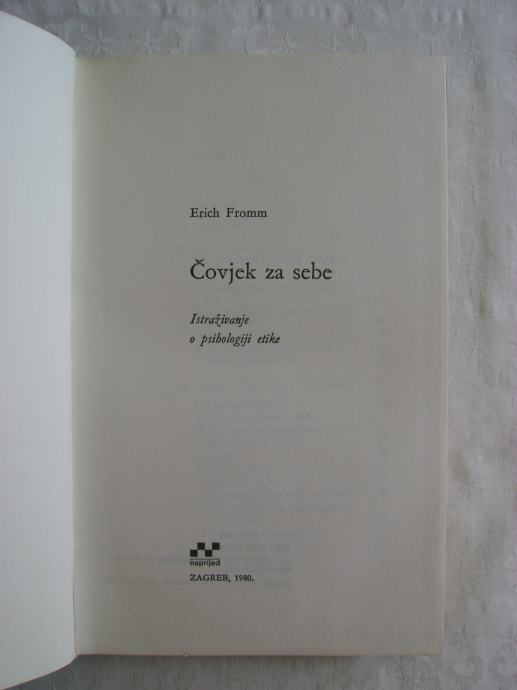 Erich Fromm
Čovjek za sebe
Istraživanje
o psihologiji etike
naprijed
ZAGREB, 1980.